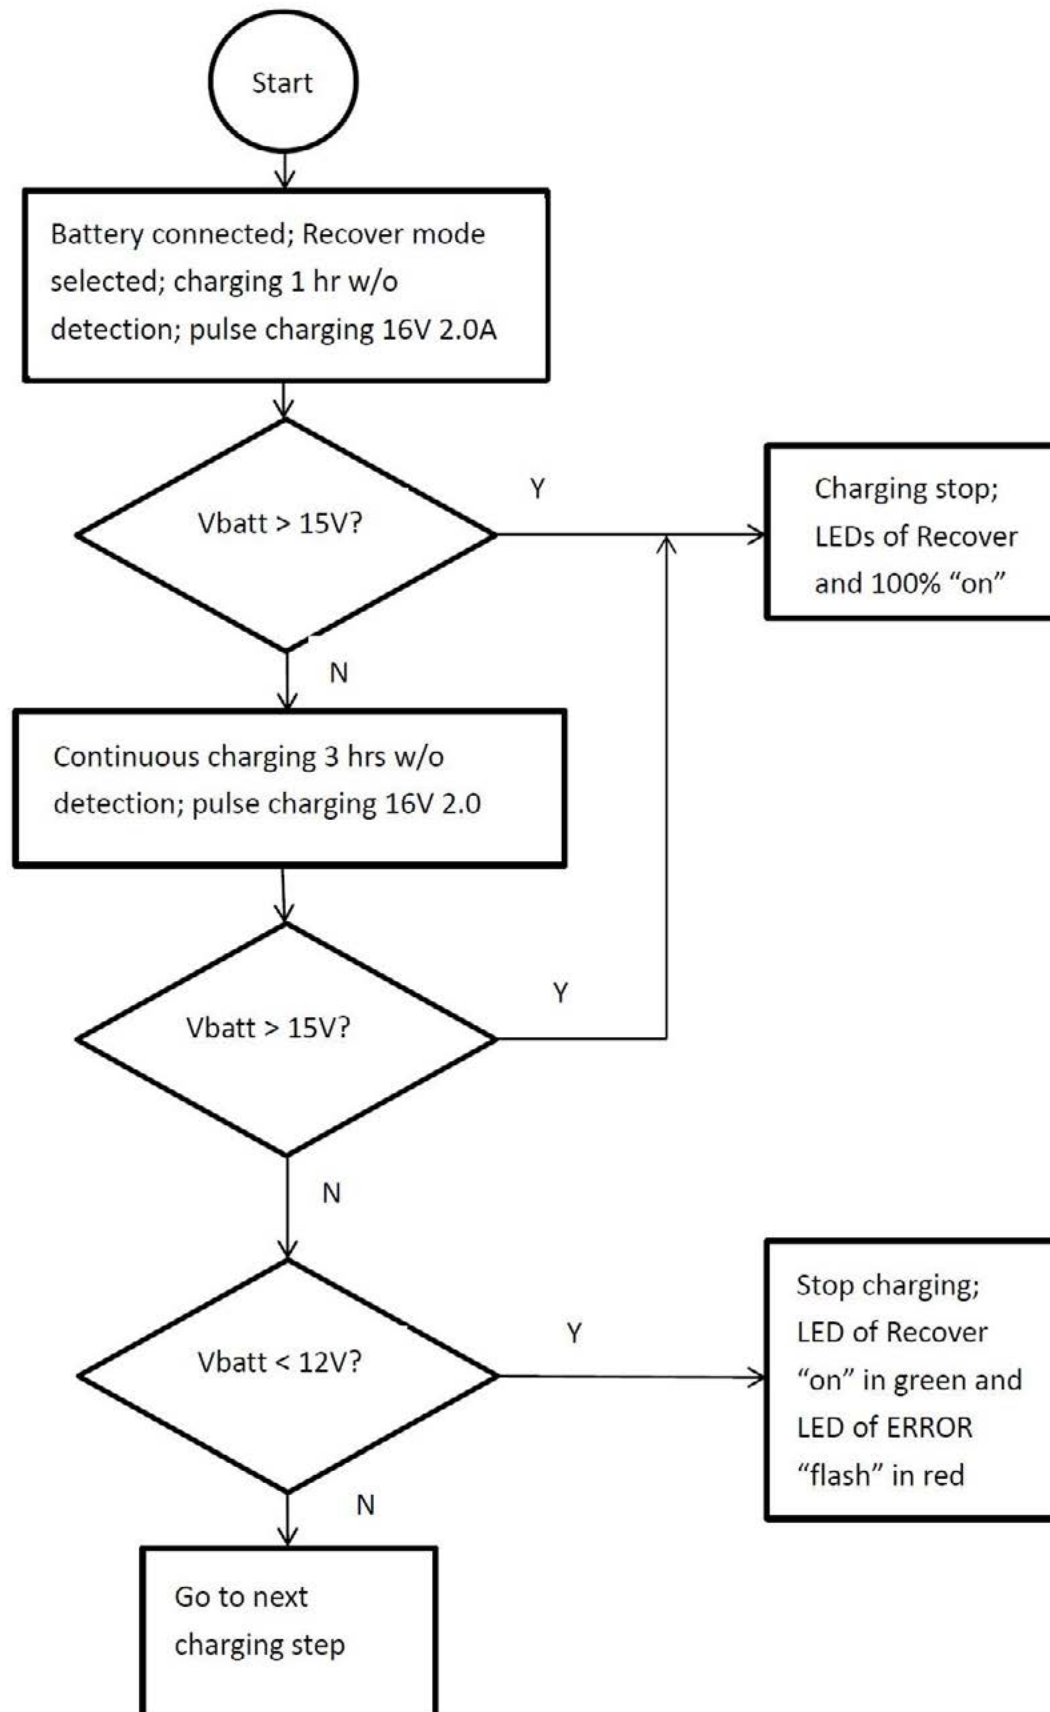 Start
Battery connected; Recover mode
selected; charging 1 hr w/o
detection; pulse charging 16V 2.0A
Vbatt > 15V?
Y
Charging stop;
LEDs of Recover
and 100% “on”
N
Continuous charging 3 hrs w/o
detection; pulse charging 16V 2.0
Vbatt > 15V?
Y
N
Vbatt < 12V?
Y
Stop charging;
LED of Recover
“on” in green and
LED of ERROR
“flash” in red
N
Go to next
charging step